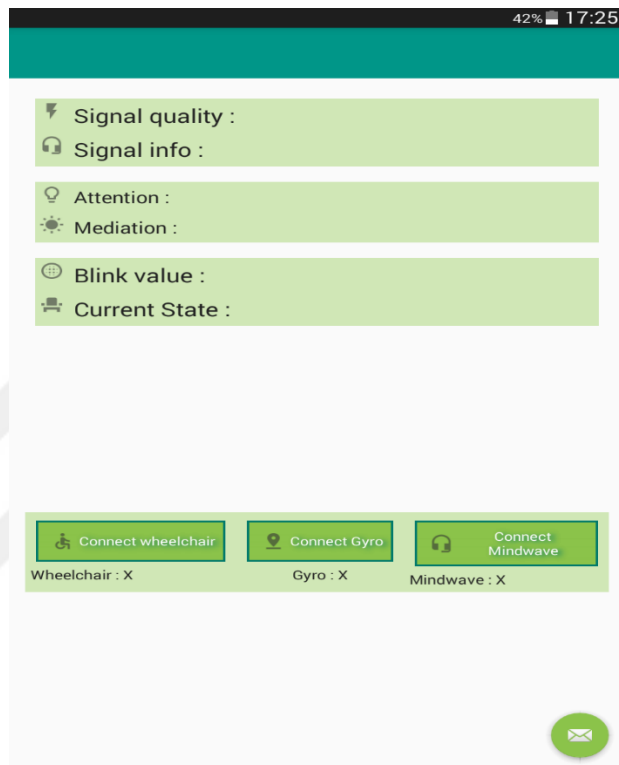 42% 17:25
Signal quality :
Signal info :
Attention :
Mediation :
Blink value :
Current State :
Connect wheelchair
Connect Gyro
Connect
Mindwave
Wheelchair : X
Gyro : X
Mindwave : X